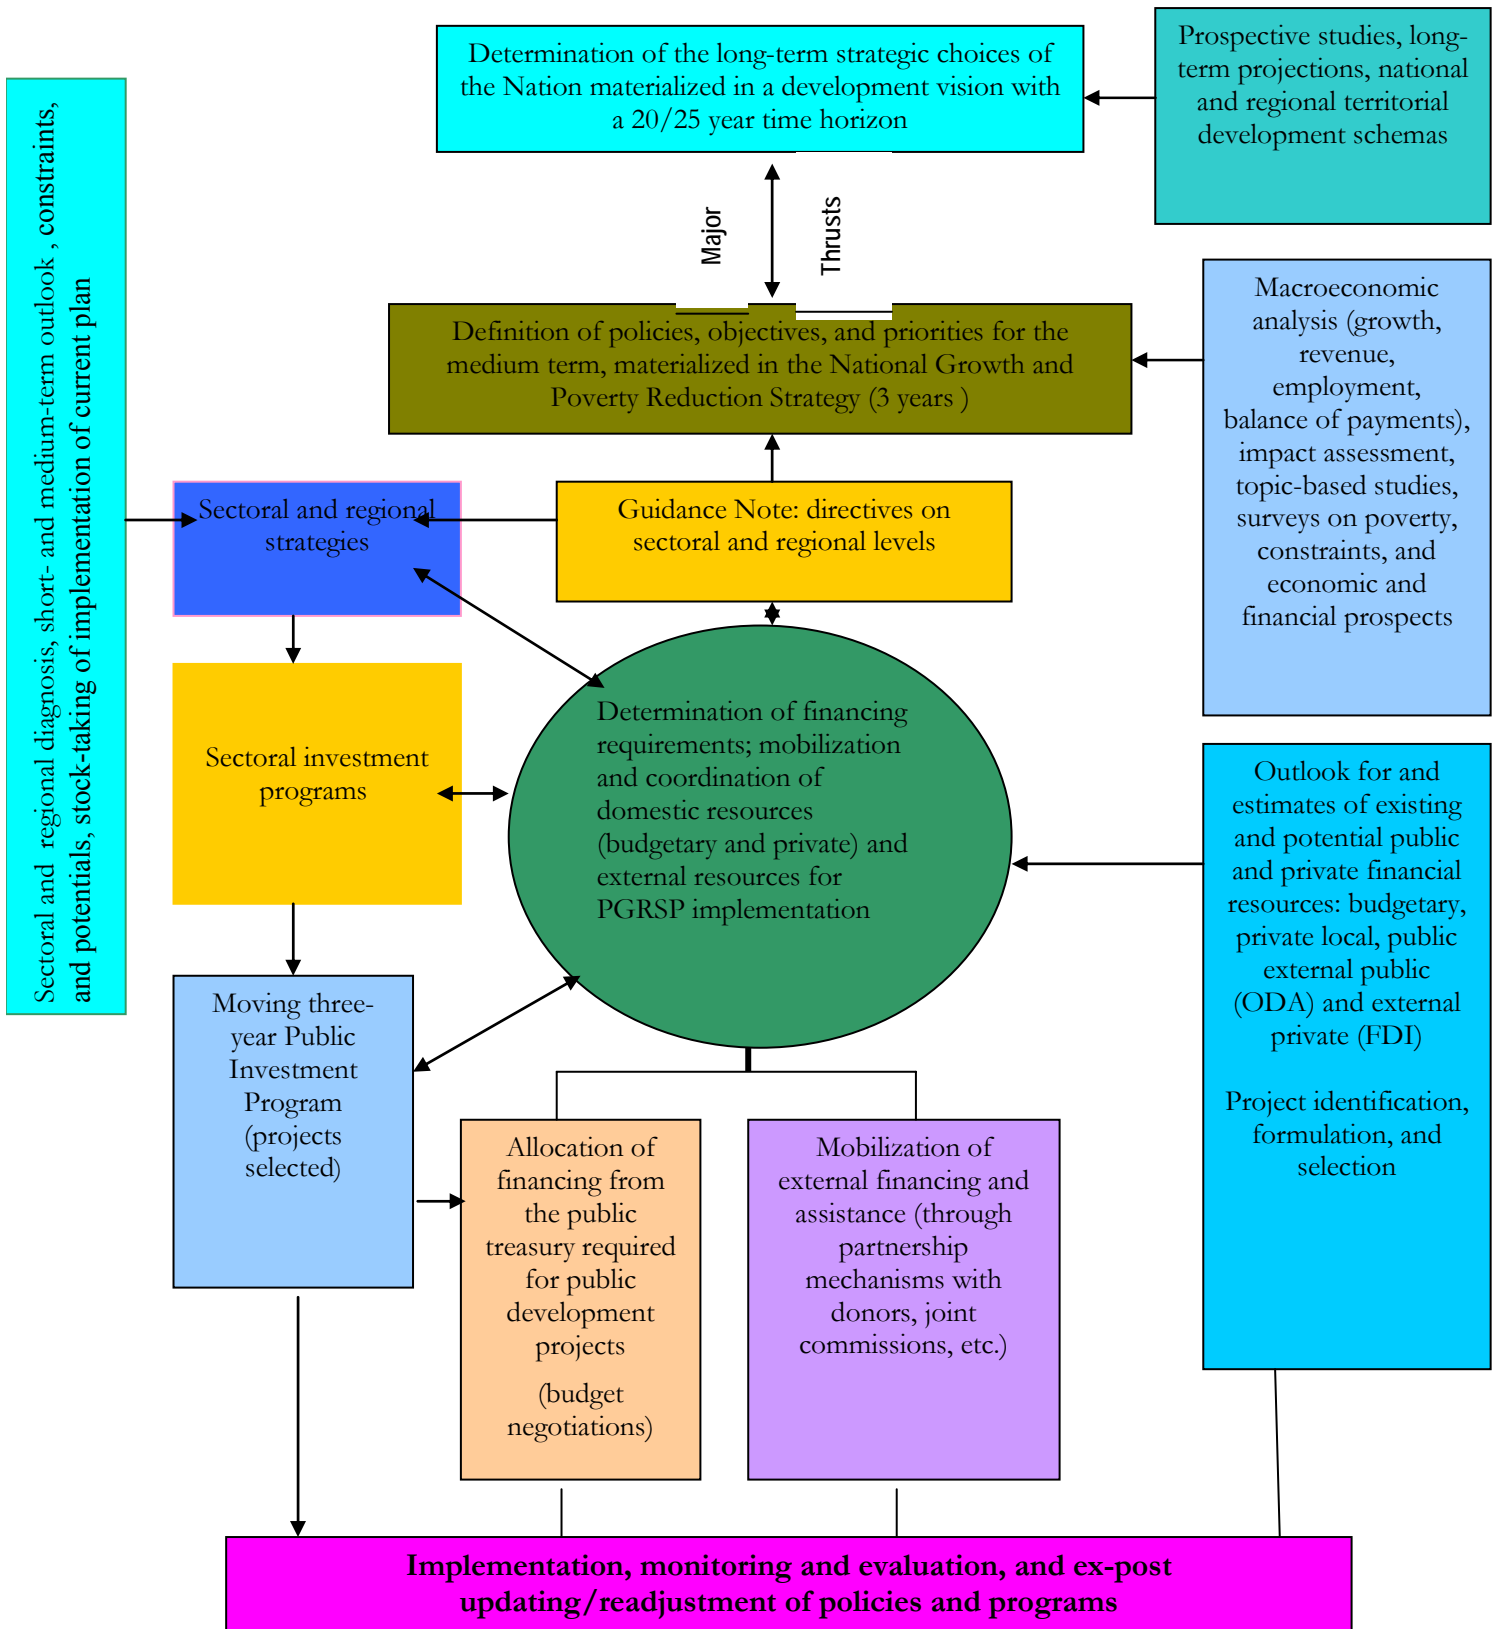 Determination of the long-term strategic choices of
the Nation materialized in a development vision with
a 20/25 year time horizon
Prospective studies, long-
term projections, national
and regional territorial
development schemas
Sectoral and regional diagnosis, short- and medium-term outlook , constraints,
and potentials, stock-taking of implementation of current plan
Major
Thrusts
Definition of policies, objectives, and priorities for the
medium term, materialized in the National Growth and
Poverty Reduction Strategy (3 years )
Macroeconomic
analysis (growth,
revenue,
employment,
balance of payments),
impact assessment,
topic-based studies,
surveys on poverty,
constraints, and
economic and
financial prospects
Sectoral and regional
strategies
Guidance Note: directives on
sectoral and regional levels
Sectoral investment
programs
Determination of financing
requirements; mobilization
and coordination of
domestic resources
(budgetary and private) and
external resources for
PGRSP implementation
Outlook for and
estimates of existing
and potential public
and private financial
resources: budgetary,
private local, public
external public
(ODA) and external
private (FDI)
Project identification,
formulation, and
selection
Moving three-
year Public
Investment
Program
(projects
selected)
Allocation of
financing from
the public
treasury required
for public
development
projects
(budget
negotiations)
Mobilization of
external financing and
assistance (through
partnership
mechanisms with
donors, joint
commissions, etc.)
Implementation, monitoring and evaluation, and ex-post
updating/readjustment of policies and programs